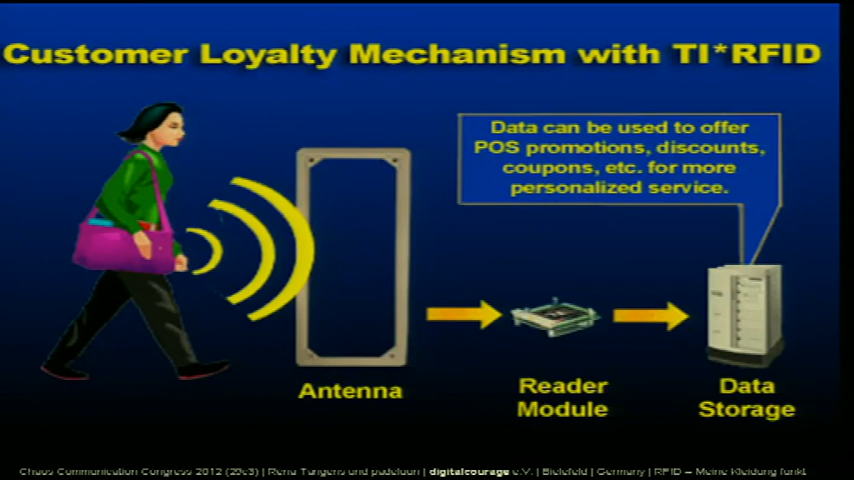 Customer Loyalty Mechanism with TI*RFID
Data can be used to offer
POS promotions, discounts,
coupons, etc. for more
personalized service.
Antenna
Reader
Module
Data
Storage
Chaos Communication Congress 2012 (29c3) | Rena Tangens und padeluun | digitalcourage e.V. | Bielefeld | Germany | RFID – Meine Kleidung funkt